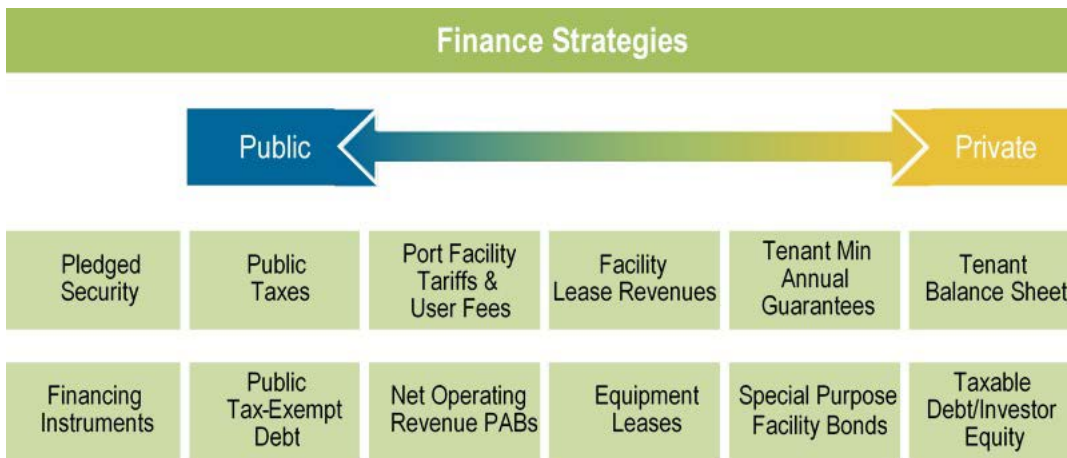 Finance Strategies
Public
Private
Pledged
Security
Public
Taxes
Port Facility
Tariffs &
User Fees
Facility
Lease Revenues
Tenant Min
Annual
Guarantees
Tenant
Balance Sheet
Financing
Instruments
Public
Tax-Exempt
Debt
Net Operating
Revenue PABs
Equipment
Leases
Special Purpose
Facility Bonds
Taxable
Debt/Investor
Equity